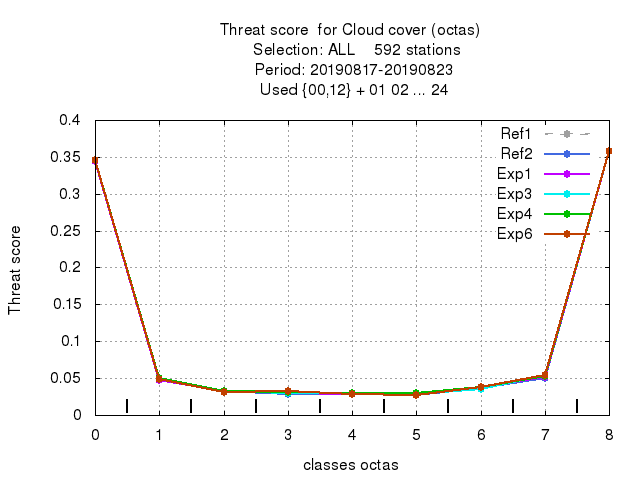 Threat score  for Cloud cover (octas)
Selection: ALL    592 stations
Period: 20190817-20190823
Used {00,12} + 01 02 ... 24
Threat score
0.4
0.35
0.3
0.25
0.2
0.15
0.1
0.05
0
Ref1
Ref2
Exp1
Exp3
Exp4
Exp6
0 1 2 3 4 5 6 7 8
classes octas